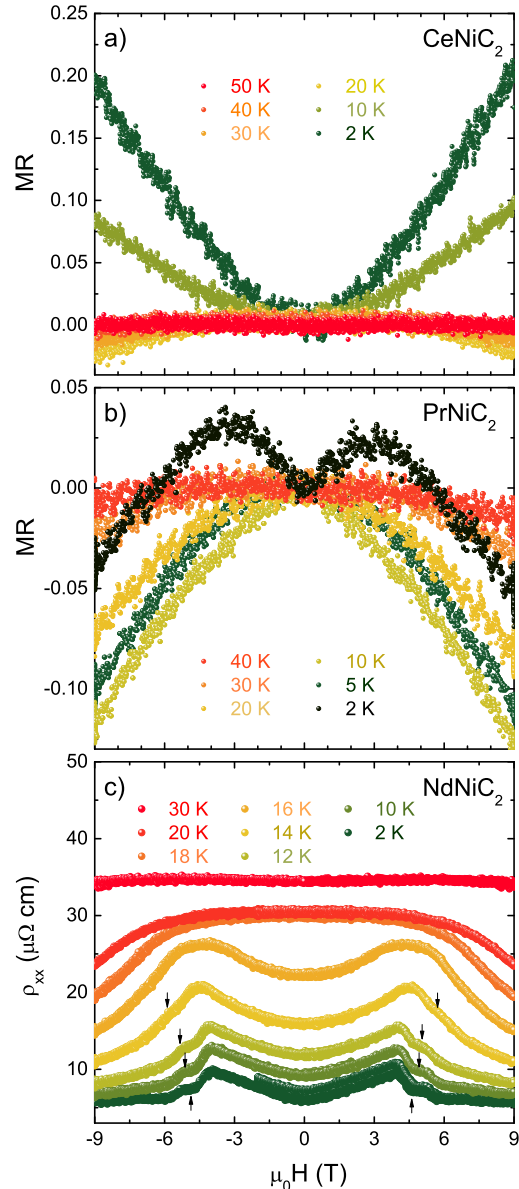 a) CeNiC2
0.25
0.20
0.15
0.10
0.05
0.00
MR
50 K 20 K
40 K 10 K
30 K 2 K
b) PrNiC2
0.05
0.00
-0.05
-0.10
MR
40 K 10 K
30 K 5 K
20 K 2 K
c) NdNiC2
50
40
30
20
10
ρxx (μΩ cm)
30 K 16 K 10 K
20 K 14 K 2 K
18 K 12 K
-9 -6 -3 0 3 6 9
μ0H (T)